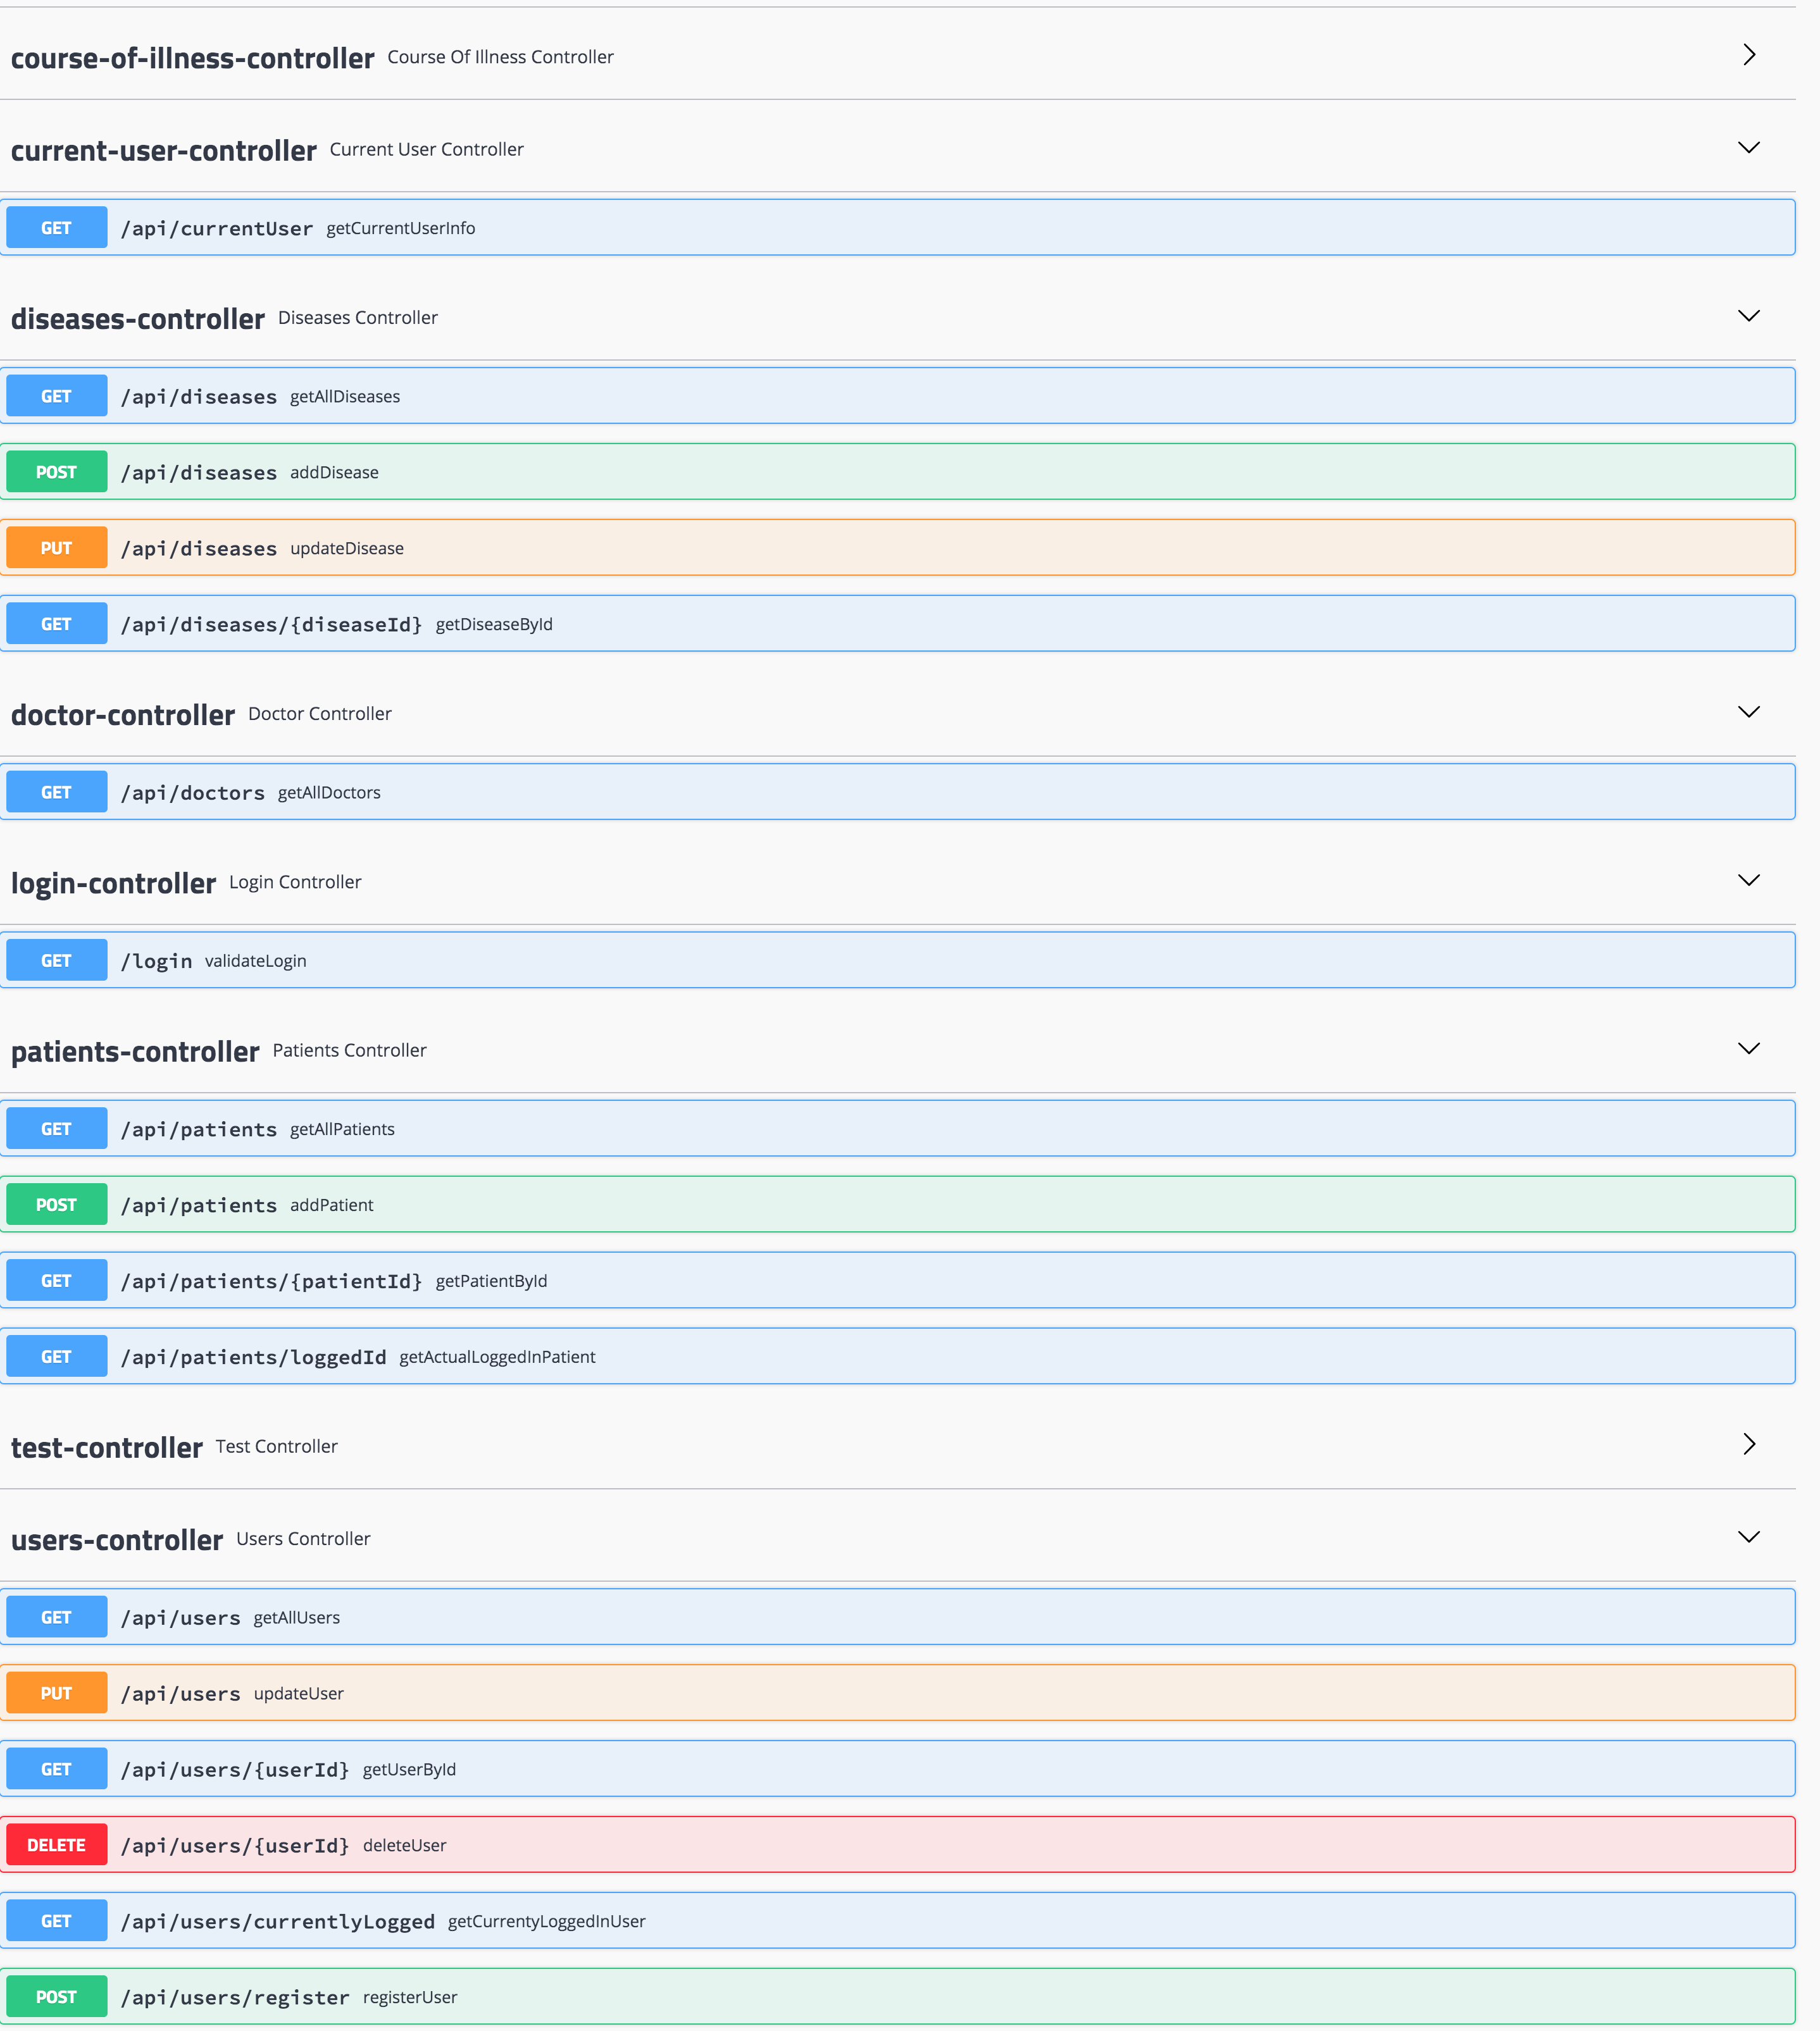 course-of-illness-controller Course Of Illness Controller
current-user-controller Current User Controller
GET /api/currentUser getCurrentUserInfo
diseases-controller Diseases Controller
GET /api/diseases getAllDiseases
POST /api/diseases addDisease
PUT /api/diseases updateDisease
GET /api/diseases/{diseaseId} getDiseaseById
doctor-controller Doctor Controller
GET /api/doctors getAllDoctors
login-controller Login Controller
GET /login validateLogin
patients-controller Patients Controller
GET /api/patients getAllPatients
POST /api/patients addPatient
GET /api/patients/{patientId} getPatientById
GET /api/patients/loggedId getActualLoggedInPatient
test-controller Test Controller
users-controller Users Controller
GET /api/users getAllUsers
PUT /api/users updateUser
GET /api/users/{userId} getUserById
DELETE /api/users/{userId} deleteUser
GET /api/users/currentlyLogged getCurrentyLoggedInUser
POST /api/users/register registerUser